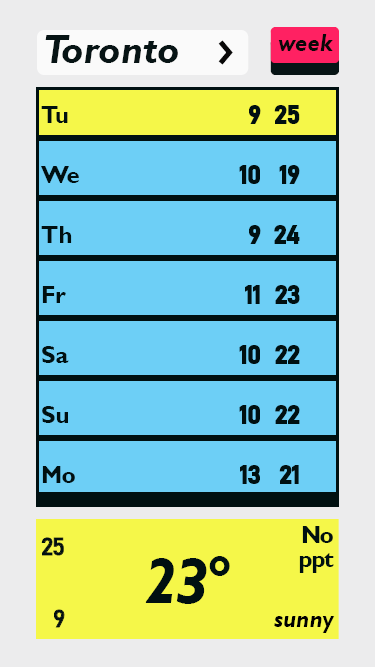 Toronto
week
Tu 9 25
We 10 19
Th 9 24
Fr 11 23
Sa 10 22
Su 10 22
Mo 13 21
25
23°
9
No
ppt
sunny